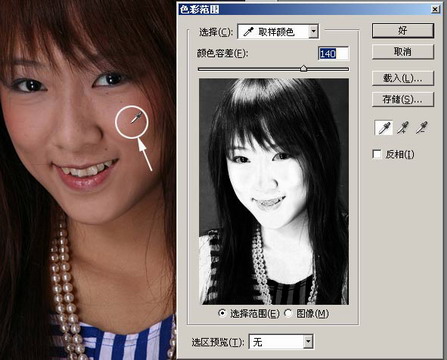 色彩范围
选择(C): 取样颜色
好
颜色容差(F): 140
取消
载入(L)...
存储(S)...
反相(I)
选择范围(E) 图像(M)
选区预览(T): 无